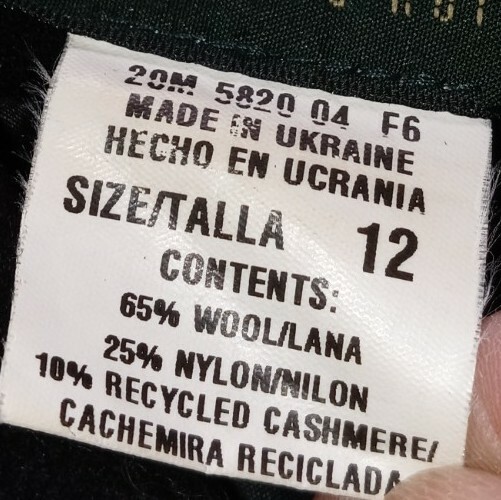 20M 5820 04 F6
MADE IN UKRAINE
HECHO EN UCRANIA
SIZE/TALLA 12
CONTENTS:
65% WOOL/LANA
25% NYLON/NILON
10% RECYCLED CASHMERE/
CACHEMIRA RECICLADA